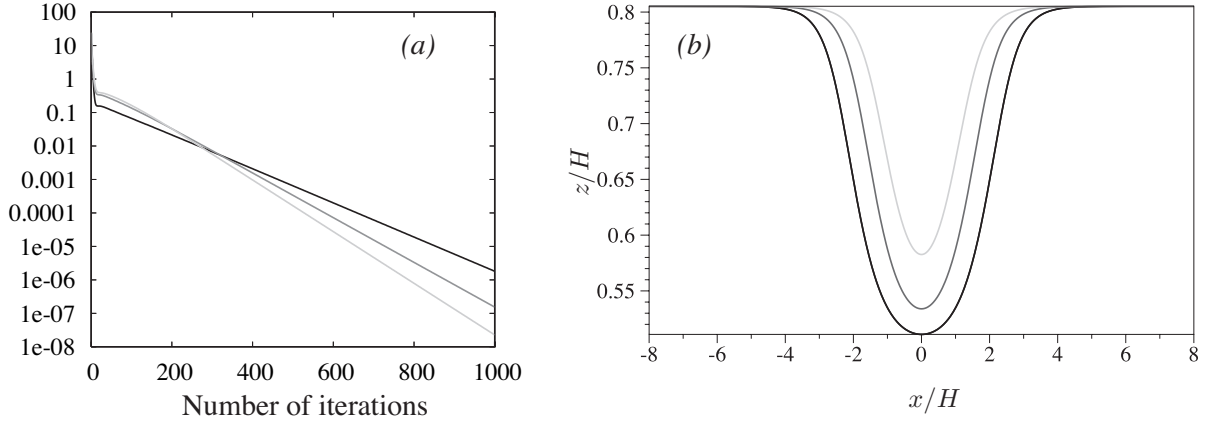 100
10
1
0.1
0.01
0.001
0.0001
1e-05
1e-06
1e-07
1e-08
0 200 400 600 800 1000
Number of iterations
(a)
(b)
0.8
0.75
0.7
0.65
0.6
0.55
z/H
-8 -6 -4 -2 0 2 4 6 8
x/H